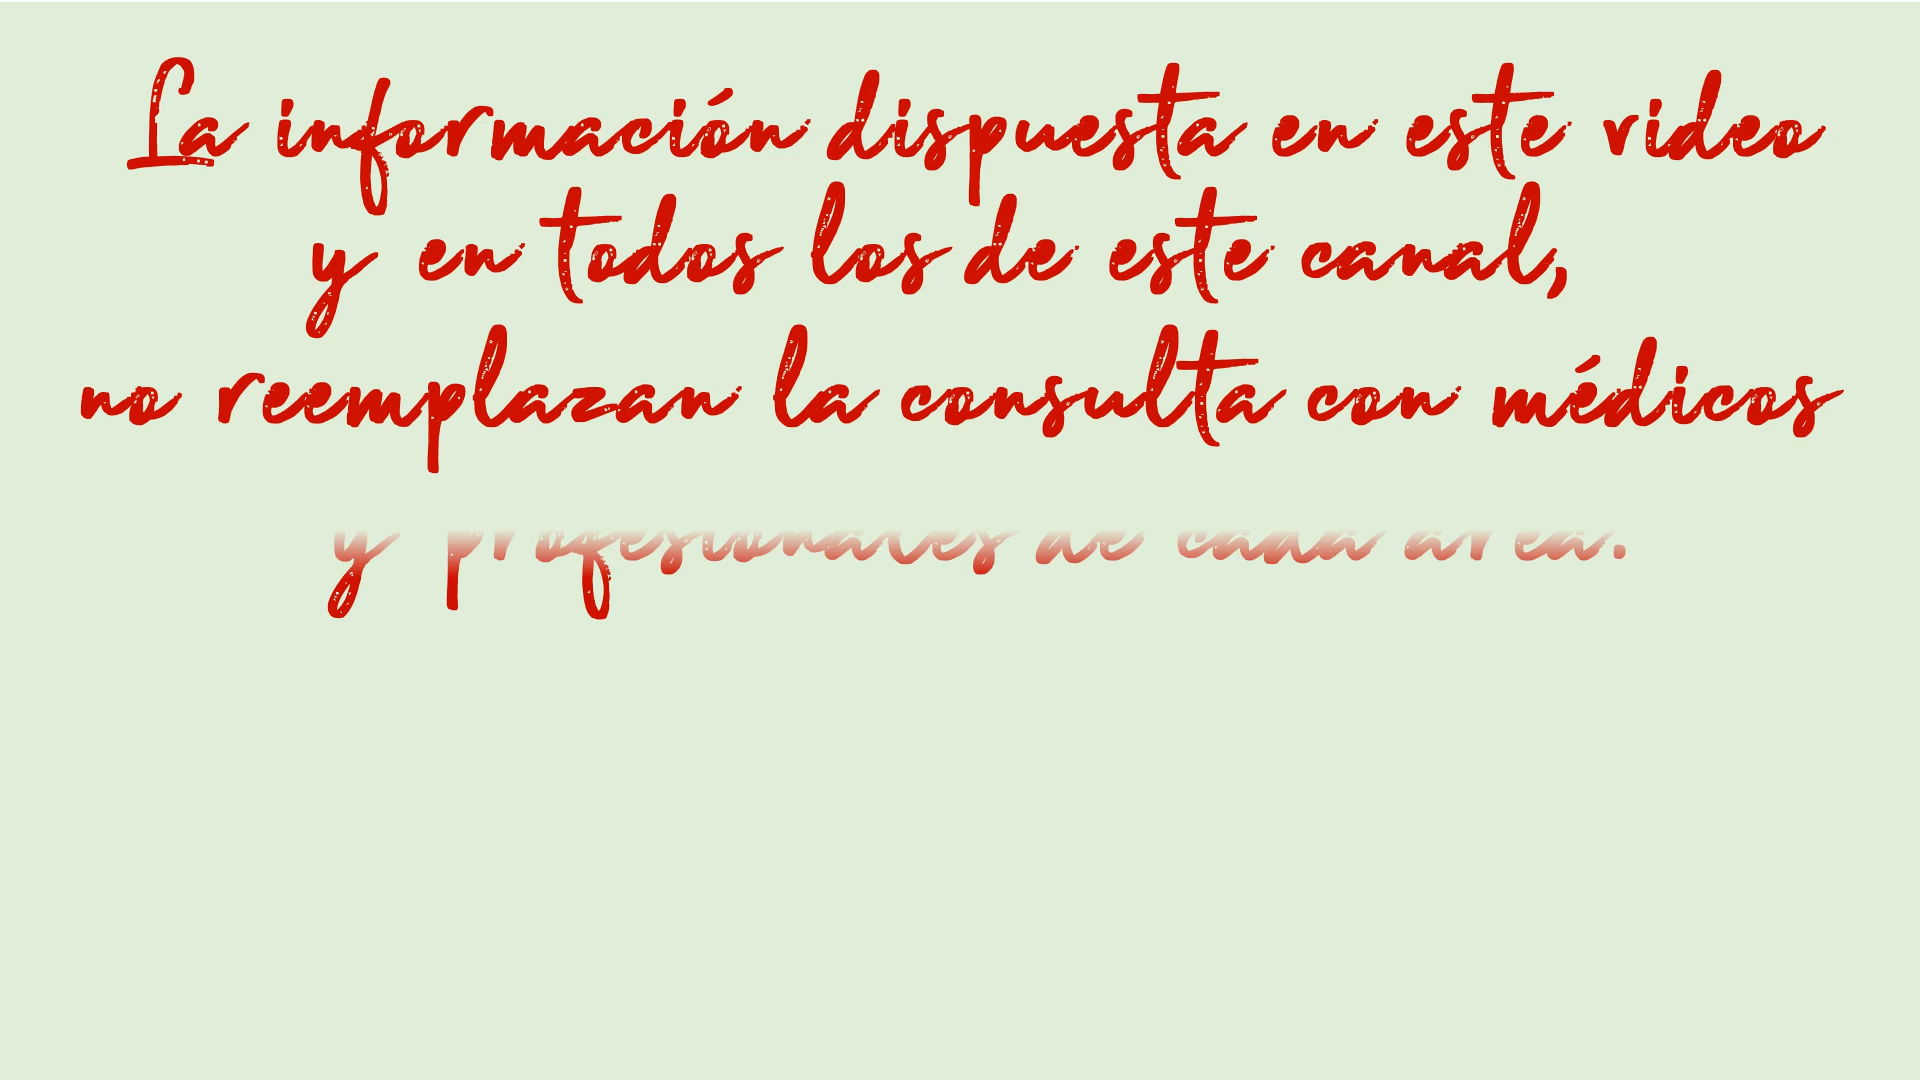 La información dispuesta en este video
y en todos los de este canal,
no reemplazan la consulta con médicos
y profesionales de cada area.